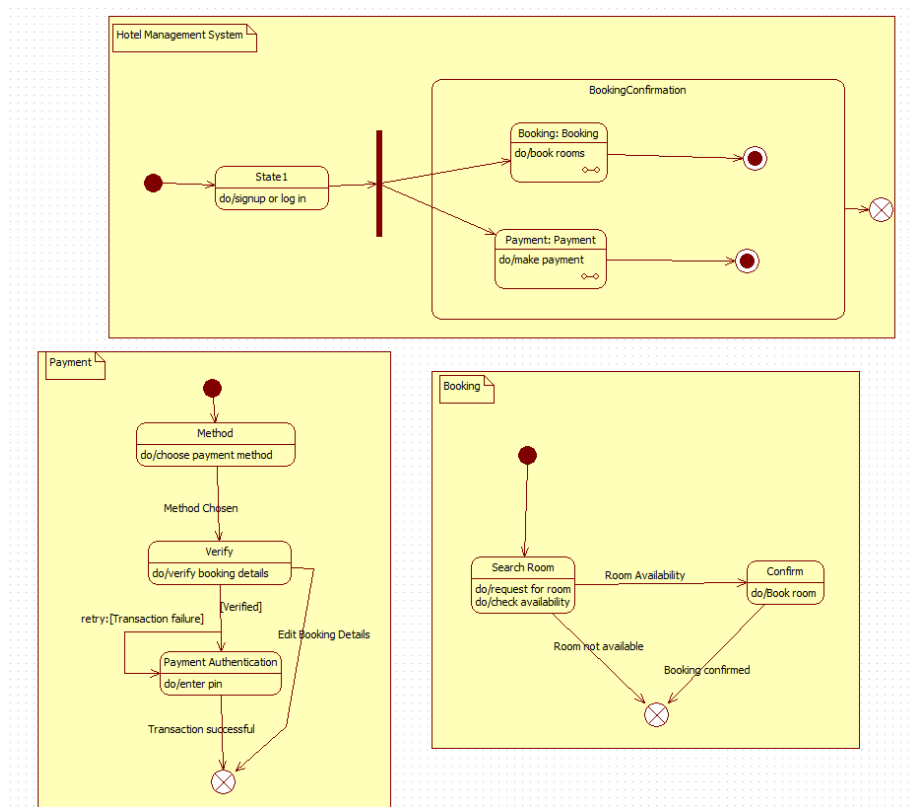 Hotel Management System
BookingConfirmation
Booking: Booking
do/book rooms
State1
do/signup or log in
Payment: Payment
do/make payment
Payment
Method
do/choose payment method
Method Chosen
Verify
do/verify booking details
[Verified]
retry:[Transaction failure]
Edit Booking Details
Payment Authentication
do/enter pin
Transaction successful
Booking
Search Room
do/request for room
do/check availability
Room Availability
Confirm
do/Book room
Room not available
Booking confirmed